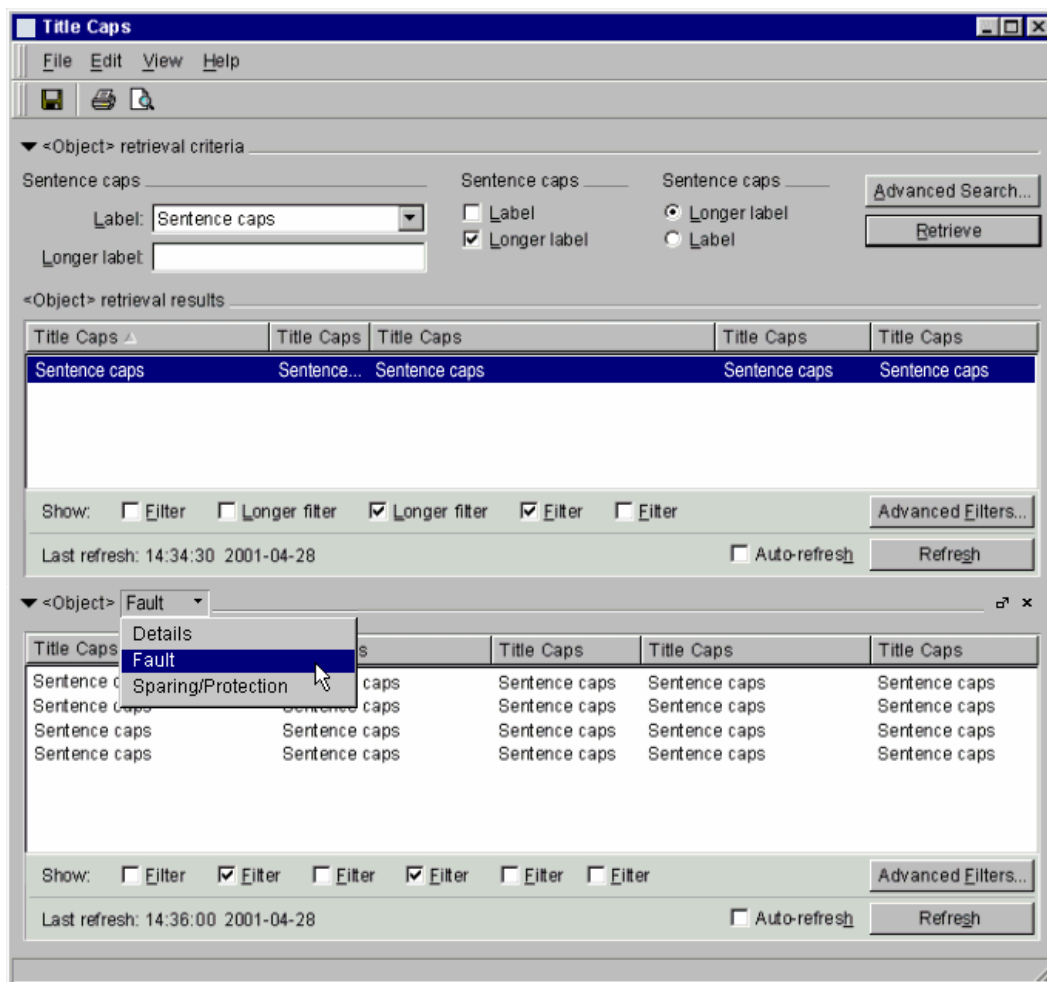 Title Caps
File Edit View Help
<Object> retrieval criteria
Sentence caps Sentence caps Sentence caps
Advanced Search...
Label: Sentence caps Label Longer label
Longer label Label Retrieve
Longer label:
<Object> retrieval results
Title Caps Title Caps Title Caps Title Caps Title Caps
Sentence caps Sentence... Sentence caps Sentence caps Sentence caps
Show: Filter Longer filter Longer filter Filter Filter Advanced Filters...
Last refresh: 14:34:30 2001-04-28 Auto-refresh Refresh
<Object> Fault
Details
Fault
Sparing/Protection
Title Caps s Title Caps Title Caps Title Caps
Sentence c caps Sentence caps Sentence caps Sentence caps
Sentence caps Sentence caps Sentence caps Sentence caps Sentence caps
Sentence caps Sentence caps Sentence caps Sentence caps Sentence caps
Sentence caps Sentence caps Sentence caps Sentence caps Sentence caps
Show: Filter Filter Filter Filter Filter Filter Advanced Filters...
Last refresh: 14:36:00 2001-04-28 Auto-refresh Refresh